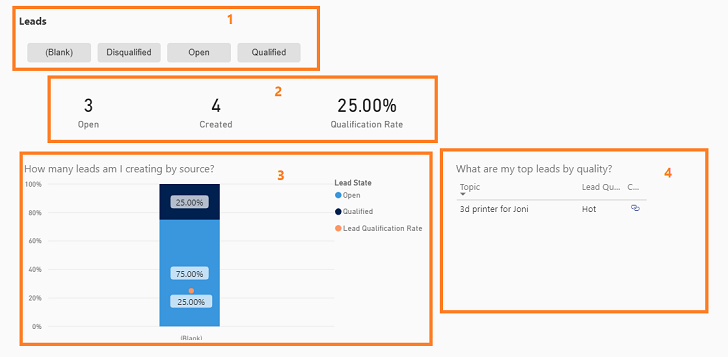 Leads
1
(Blank) Disqualified Open Qualified
2
3 4 25.00%
Open Created Qualification Rate
How many leads am I creating by source?
3
100%
80%
60%
40%
20%
0%
25.00%
75.00%
25.00%
(Blank)
Lead State
Open
Qualified
Lead Qualification Rate
What are my top leads by quality?
4
Topic Lead Qu... C...
3d printer for Joni Hot